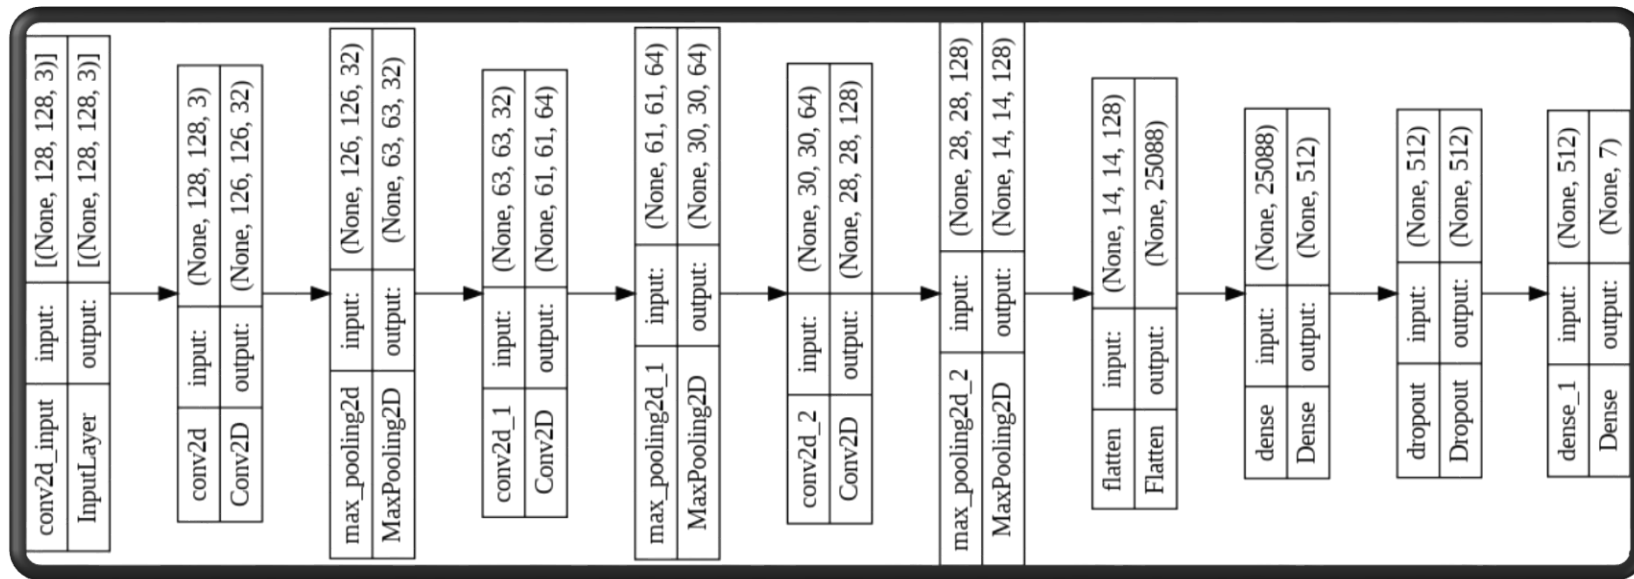 conv2d_input input: [(None, 128, 128, 3)]
InputLayer output: [(None, 128, 128, 3)]
conv2d input: (None, 128, 128, 3)
Conv2D output: (None, 126, 126, 32)
max_pooling2d input: (None, 126, 126, 32)
MaxPooling2D output: (None, 63, 63, 32)
conv2d_1 input: (None, 63, 63, 32)
Conv2D output: (None, 61, 61, 64)
max_pooling2d_1 input: (None, 61, 61, 64)
MaxPooling2D output: (None, 30, 30, 64)
conv2d_2 input: (None, 30, 30, 64)
Conv2D output: (None, 28, 28, 128)
max_pooling2d_2 input: (None, 28, 28, 128)
MaxPooling2D output: (None, 14, 14, 128)
flatten input: (None, 14, 14, 128)
Flatten output: (None, 25088)
dense input: (None, 25088)
Dense output: (None, 512)
dropout input: (None, 512)
Dropout output: (None, 512)
dense_1 input: (None, 512)
Dense output: (None, 7)